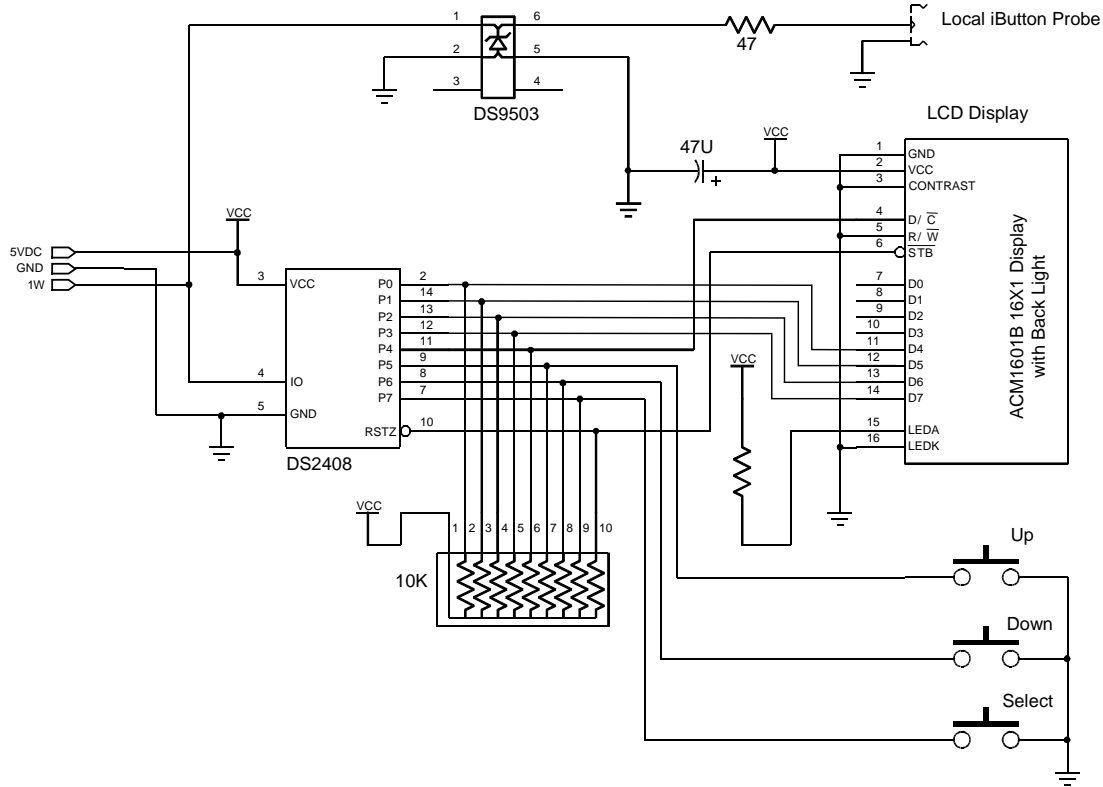 1
6
Local iButton Probe
47
2
5
3
4
DS9503
LCD Display
47U
+
VCC
1
GND
2
VCC
3
CONTRAST
4
D/ C
5
R/ W
6
STB
7
D0
8
D1
9
D2
10
D3
11
D4
12
D5
13
D6
14
D7
15
LEDA
16
LEDK
ACM1601B 16X1 Display
with Back Light
VCC
5VDC
GND
1W
3
VCC
4
IO
5
GND
P0
2
P1
14
P2
13
P3
12
P4
11
P5
9
P6
8
P7
7
RSTZ
10
DS2408
VCC
VCC
1 2 3 4 5 6 7 8 9 10
10K
Up
Down
Select